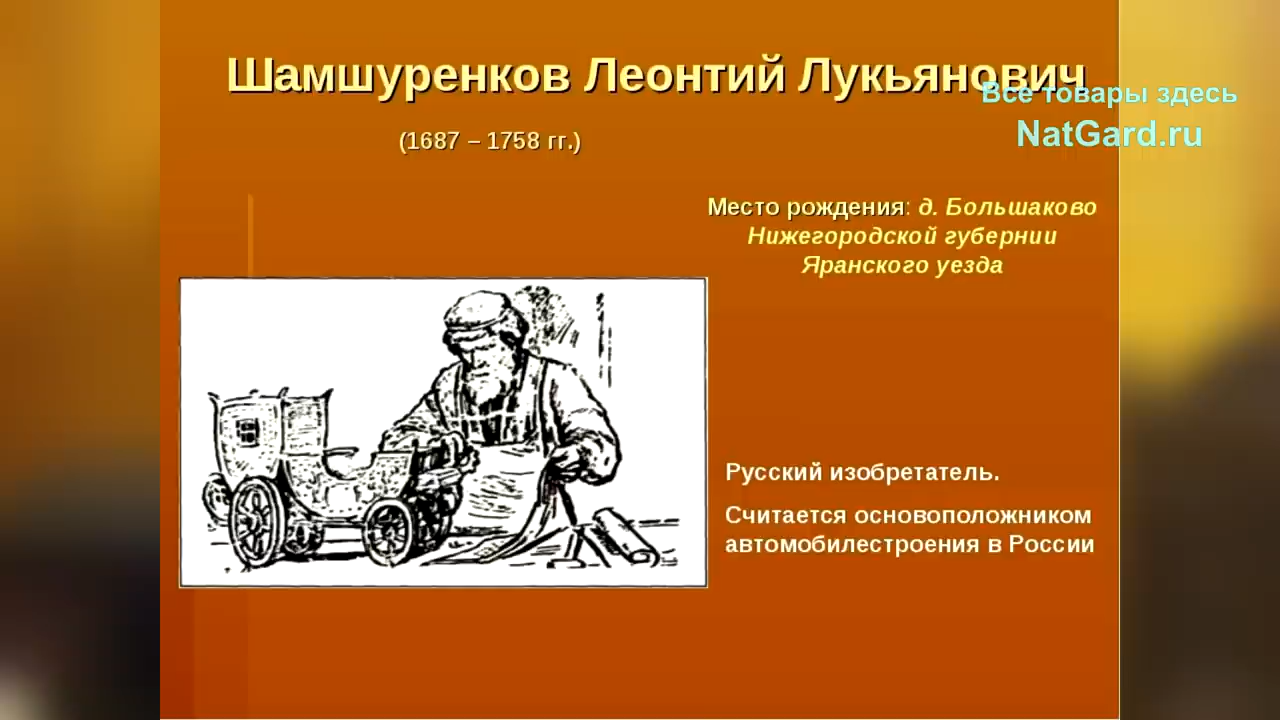 Шамшуренков Леонтий Лукьянович
Все товары здесь
NatGard.ru
(1687 – 1758 гг.)
Место рождения: д. Большаково
Нижегородской губернии
Яранского уезда
Русский изобретатель.
Считается основоположником
автомобилестроения в России